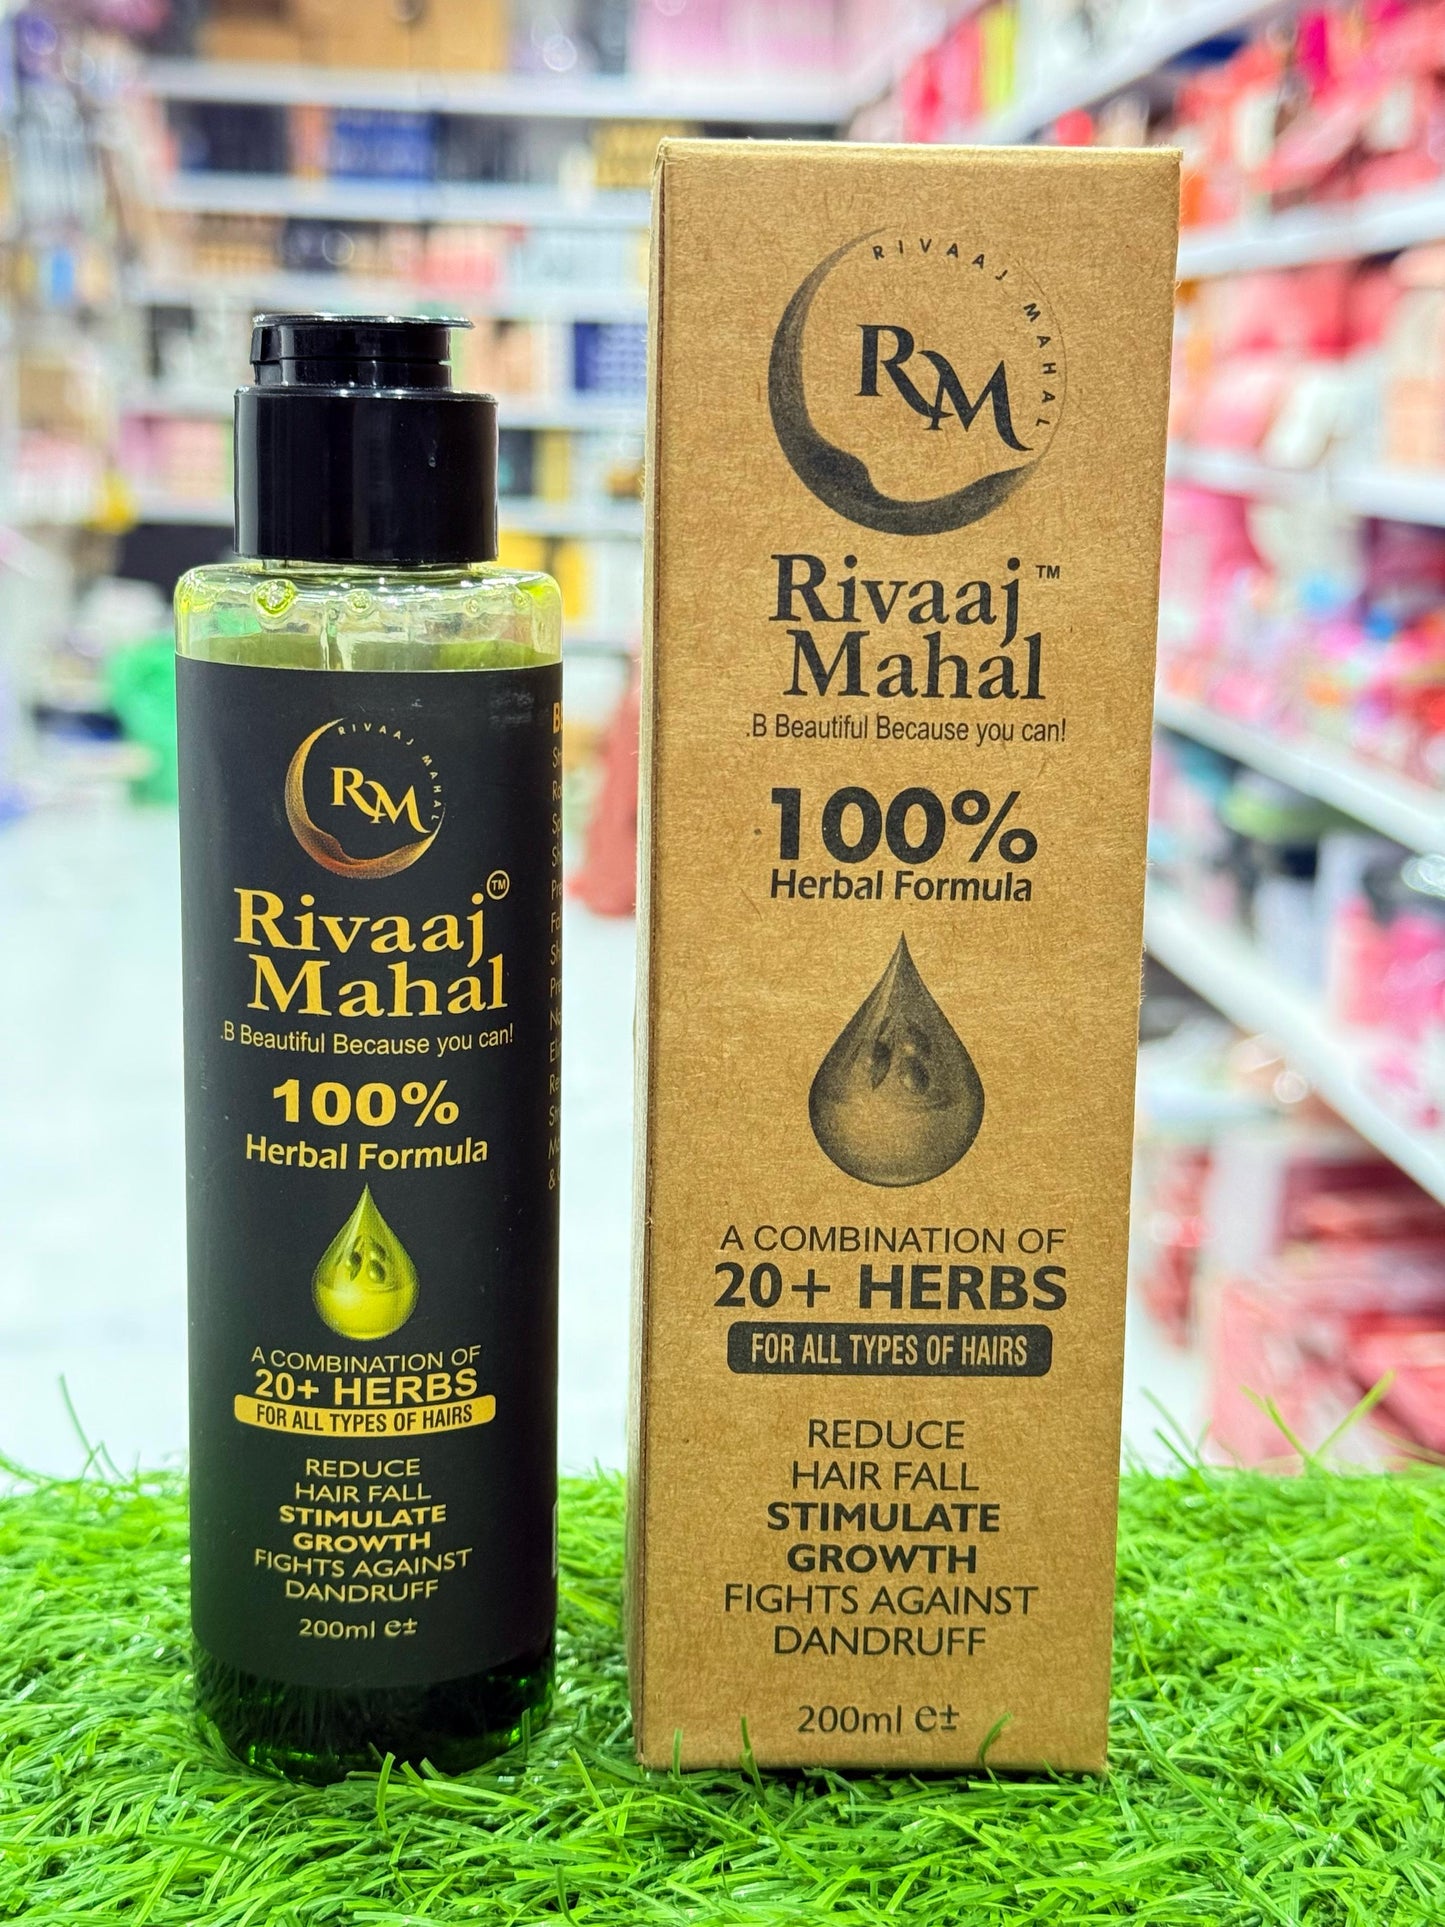 RIVAAJ MAHAL
RM
Rivaaj™
Mahal
.B Beautiful Because you can!
100%
Herbal Formula
A COMBINATION OF
20+ HERBS
FOR ALL TYPES OF HAIRS
REDUCE
HAIR FALL
STIMULATE
GROWTH
FIGHTS AGAINST
DANDRUFF
200ml e±
RIVAAJ MAHAL
RM
Rivaaj™
Mahal
.B Beautiful Because you can!
100%
Herbal Formula
A COMBINATION OF
20+ HERBS
FOR ALL TYPES OF HAIRS
REDUCE
HAIR FALL
STIMULATE
GROWTH
FIGHTS AGAINST
DANDRUFF
200ml e±